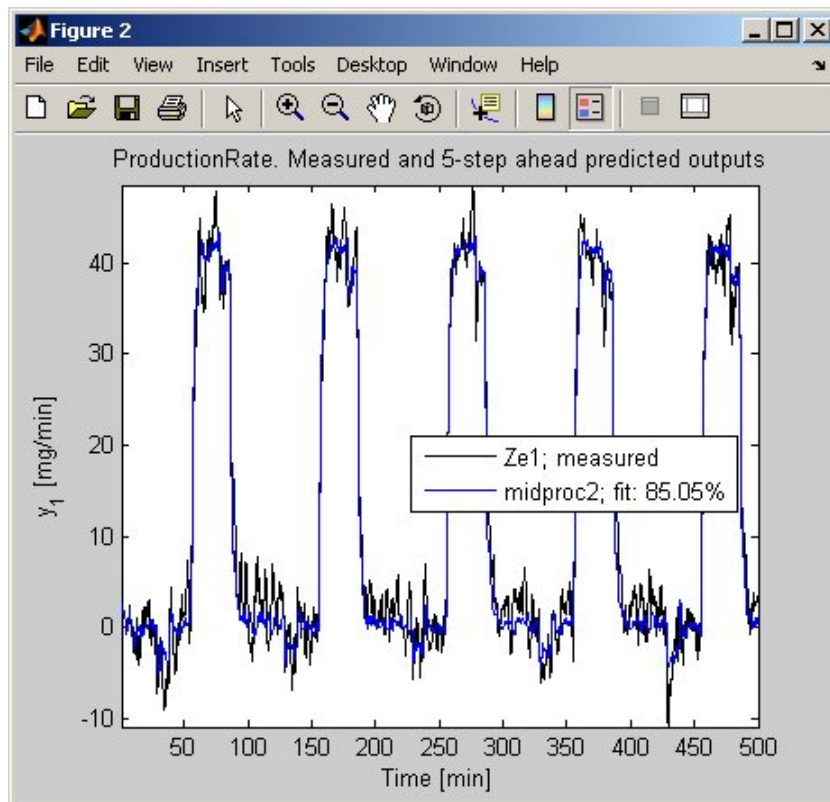 Figure 2
File Edit View Insert Tools Desktop Window Help
ProductionRate. Measured and 5-step ahead predicted outputs
40
30
20
10
0
-10
y1 [mg/min]
Ze1; measured
midproc2; fit: 85.05%
50 100 150 200 250 300 350 400 450 500
Time [min]